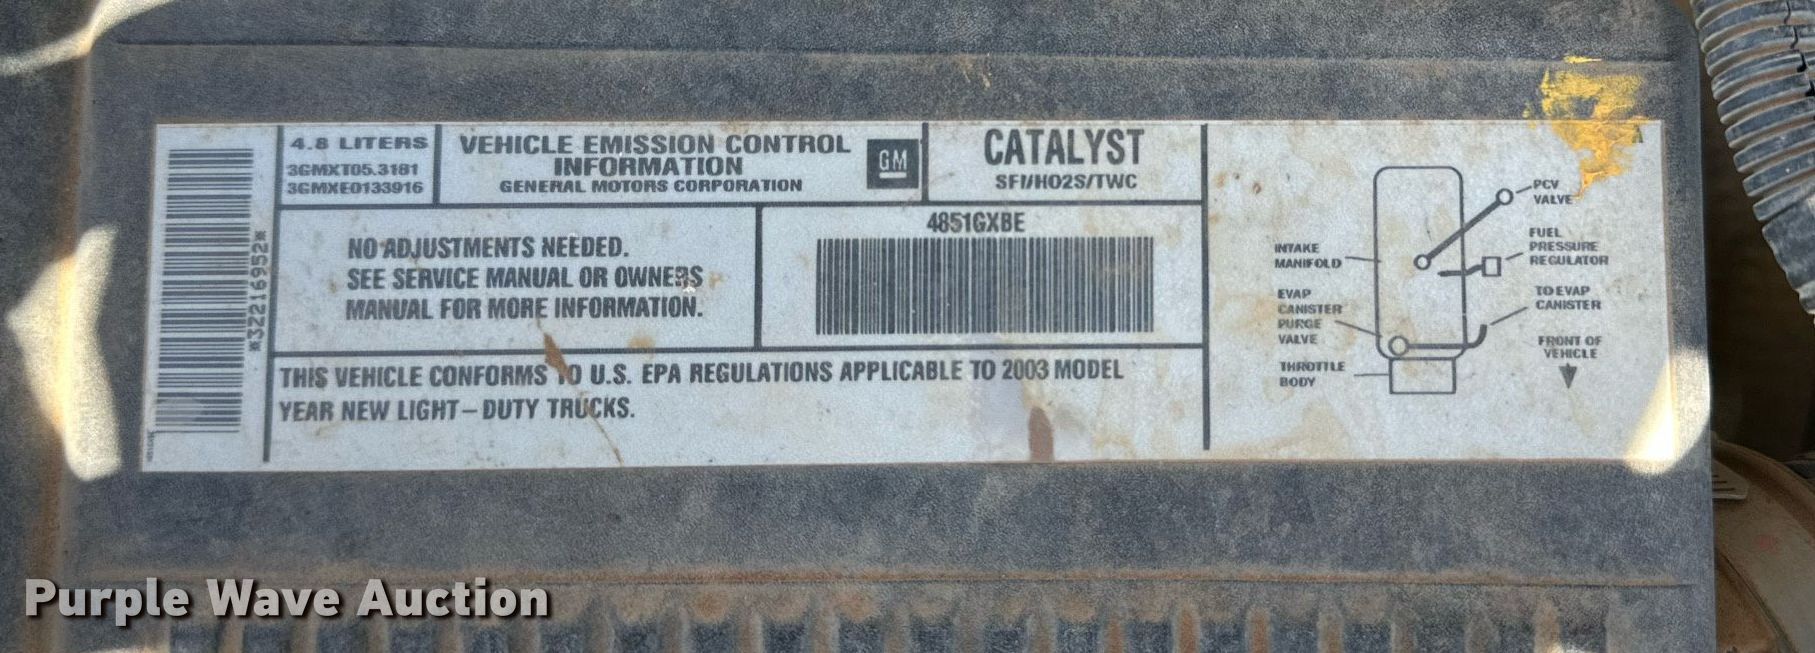 4.8 LITERS
3GMXT05.3181
3GMXE0133916
VEHICLE EMISSION CONTROL
INFORMATION
GENERAL MOTORS CORPORATION
GM
CATALYST
SFI/HO2S/TWC
*32216952*
NO ADJUSTMENTS NEEDED.
SEE SERVICE MANUAL OR OWNERS
MANUAL FOR MORE INFORMATION.
4851GXBE
THIS VEHICLE CONFORMS TO U.S. EPA REGULATIONS APPLICABLE TO 2003 MODEL
YEAR NEW LIGHT-DUTY TRUCKS.
PCV
VALVE
FUEL
PRESSURE
REGULATOR
INTAKE
MANIFOLD
TO EVAP
CANISTER
EVAP
CANISTER
PURGE
VALVE
FRONT OF
VEHICLE
THROTTLE
BODY
Purple Wave Auction